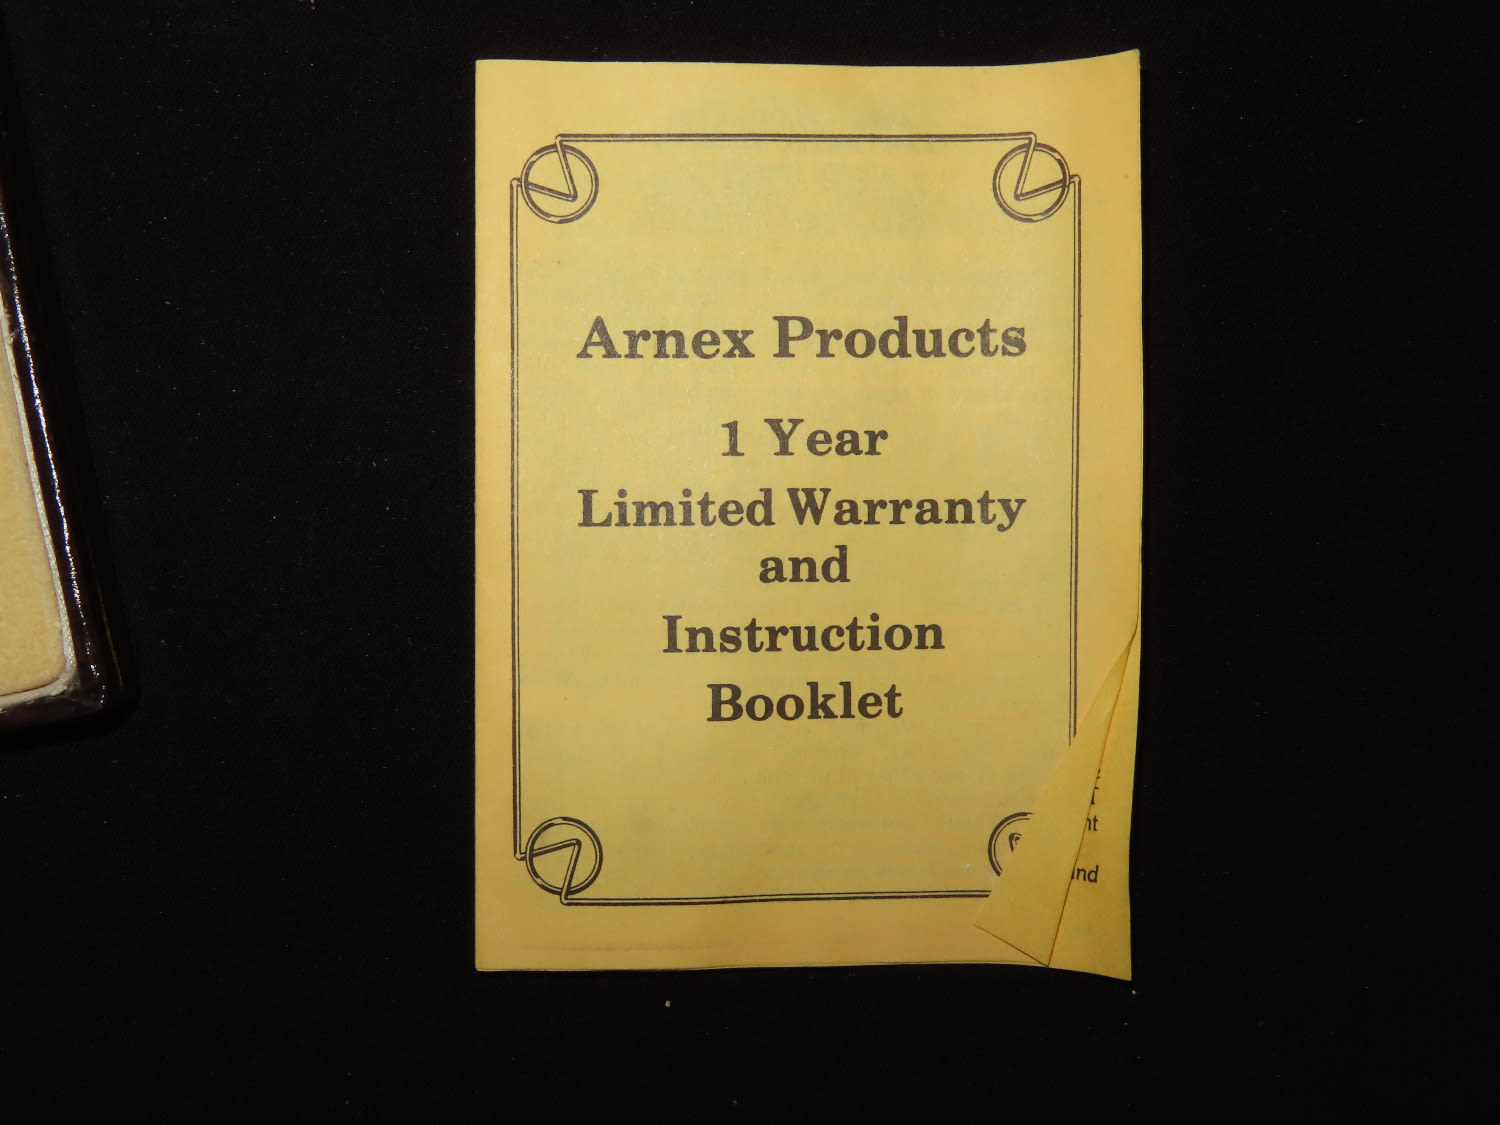 Arnex Products
1 Year
Limited Warranty
and
Instruction
Booklet